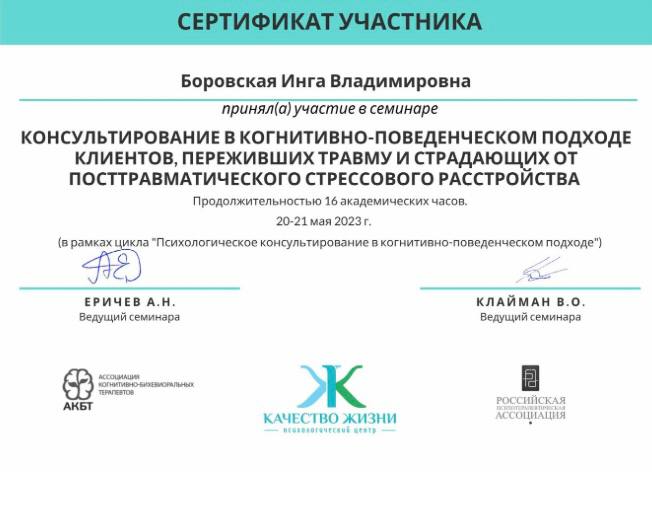 СЕРТИФИКАТ УЧАСТНИКА
Боровская Инга Владимировна
принял(а) участие в семинаре
КОНСУЛЬТИРОВАНИЕ В КОГНИТИВНО-ПОВЕДЕНЧЕСКОМ ПОДХОДЕ
КЛИЕНТОВ, ПЕРЕЖИВШИХ ТРАВМУ И СТРАДАЮЩИХ ОТ
ПОСТТРАВМАТИЧЕСКОГО СТРЕССОВОГО РАССТРОЙСТВА
Продолжительностью 16 академических часов.
20-21 мая 2023 г.
(в рамках цикла "Психологическое консультирование в когнитивно-поведенческом подходе")
ЕРИЧЕВ А.Н.
Ведущий семинара
КЛАЙМАН В.О.
Ведущий семинара
АССОЦИАЦИЯ
КОГНИТИВНО-БИХЕВИОРАЛЬНЫХ
ТЕРАПЕВТОВ
АКБТ
КАЧЕСТВО ЖИЗНИ
психологический центр
РОССИЙСКАЯ
ПСИХОТЕРАПЕВТИЧЕСКАЯ
АССОЦИАЦИЯ